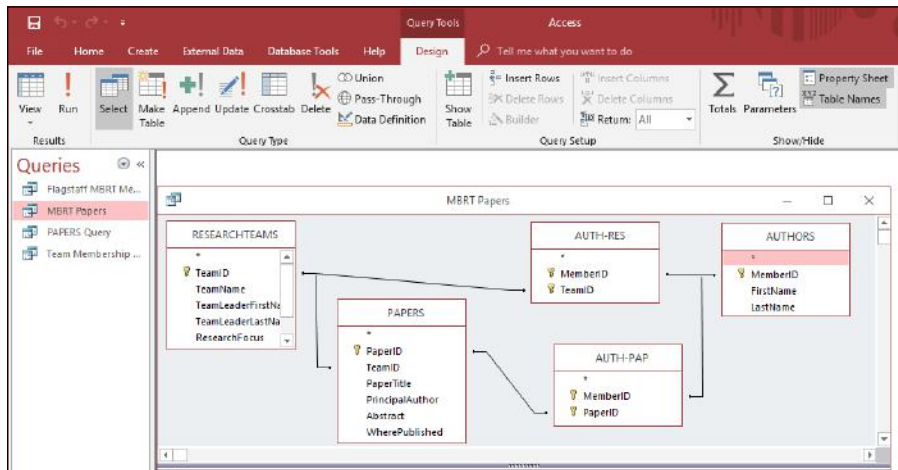 Query Tools Access
File Home Create External Data Database Tools Help Design Tell me what you want to do
View
Run
Select
Make Table
Append
Update
Crosstab
Delete
Union
Pass-Through
Data Definition
Show Table
Insert Rows
Delete Rows
Builder
Insert Columns
Delete Columns
Return: All
Totals
Parameters
Property Sheet
Table Names
Results Query Type Query Setup Show/Hide
Queries
Flagstaff MBRT Me...
MBRT Papers
PAPERS Query
Team Membership ...
MBRT Papers
RESEARCHTEAMS
*
TeamID
TeamName
TeamLeaderFirstNa
TeamLeaderLastNa
ResearchFocus
PAPERS
*
PaperID
TeamID
PaperTitle
PrincipalAuthor
Abstract
WherePublished
AUTH-RES
*
MemberID
TeamID
AUTH-PAP
*
MemberID
PaperID
AUTHORS
*
MemberID
FirstName
LastName